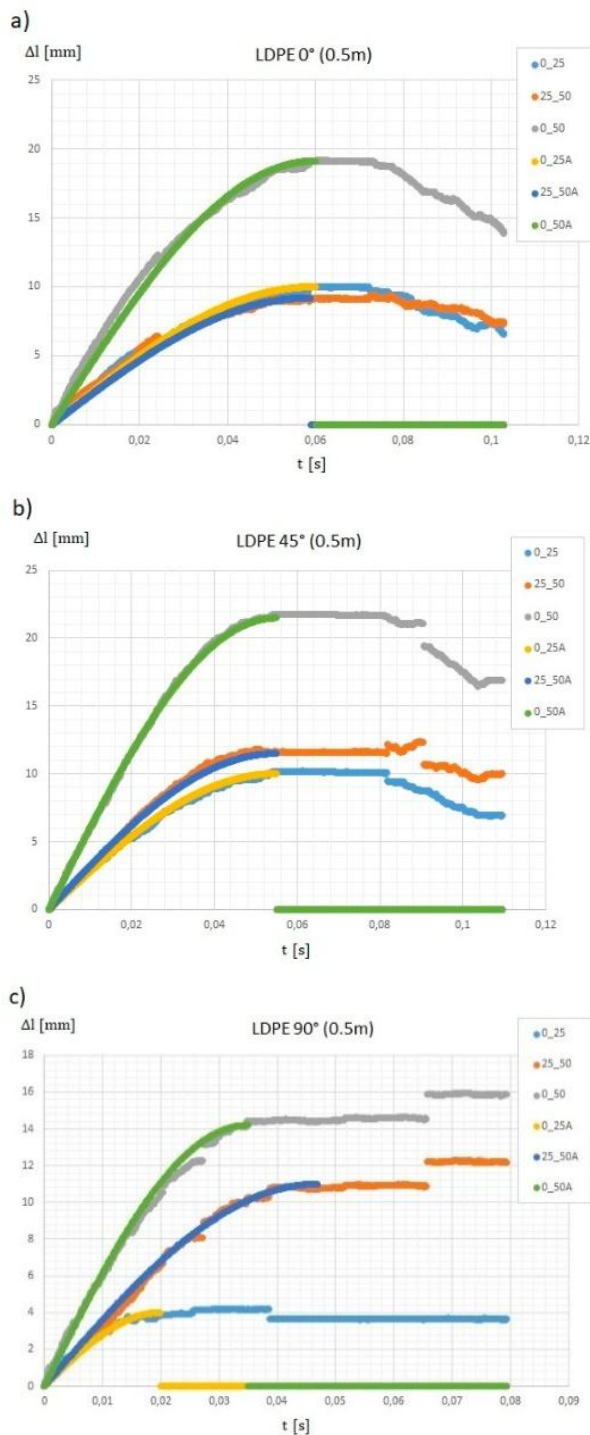 a)
Δl [mm]
LDPE 0° (0.5m)
25
20
15
10
5
0
0
0,02
0,04
0,06
0,08
0,1
0,12
t [s]
0_25
25_50
0_50
0_25A
25_50A
0_50A
b)
Δl [mm]
LDPE 45° (0.5m)
25
20
15
10
5
0
0
0,02
0,04
0,06
0,08
0,1
0,12
t [s]
0_25
25_50
0_50
0_25A
25_50A
0_50A
c)
Δl [mm]
LDPE 90° (0.5m)
18
16
14
12
10
8
6
4
2
0
0
0,01
0,02
0,03
0,04
0,05
0,06
0,07
0,08
0,09
t [s]
0_25
25_50
0_50
0_25A
25_50A
0_50A